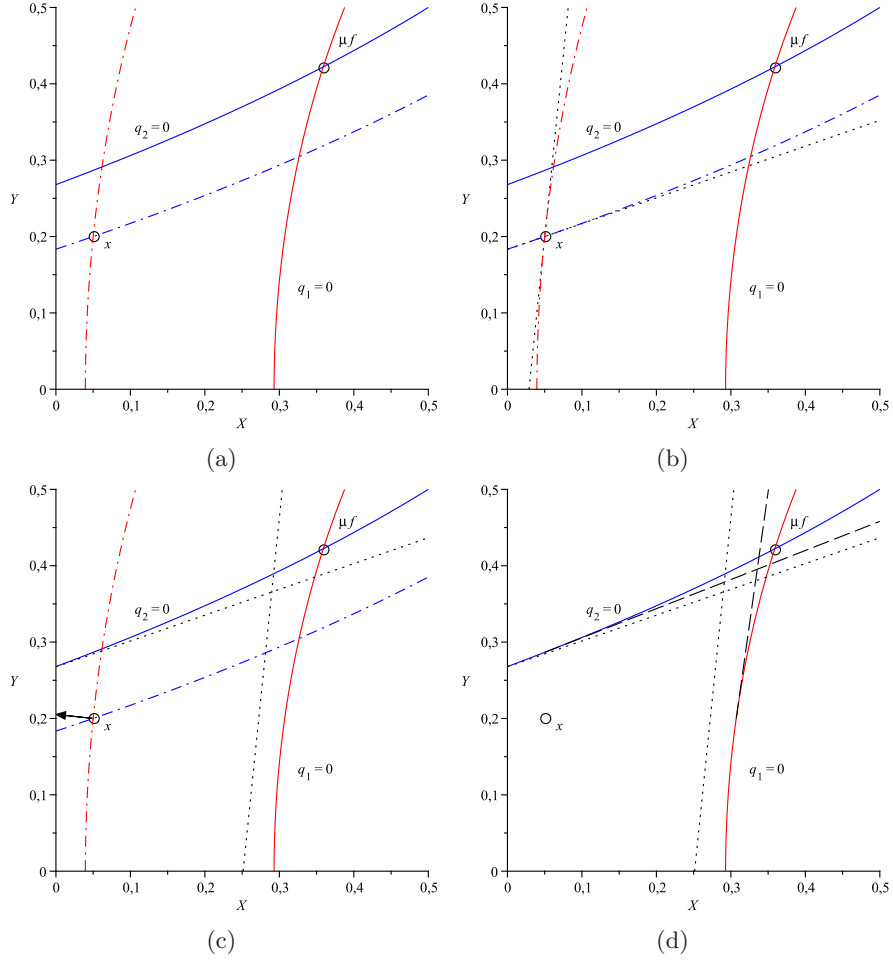 0,5
μf
0,4
q₂ = 0
0,3
Y
0,2
x
q₁ = 0
0,1
0
0 0,1 0,2 0,3 0,4 0,5
X
(a)
0,5
μf
0,4
q₂ = 0
0,3
Y
0,2
x
q₁ = 0
0,1
0
0 0,1 0,2 0,3 0,4 0,5
X
(b)
0,5
μf
0,4
q₂ = 0
0,3
Y
0,2
x
q₁ = 0
0,1
0
0 0,1 0,2 0,3 0,4 0,5
X
(c)
0,5
μf
0,4
q₂ = 0
0,3
Y
0,2
x
q₁ = 0
0,1
0
0 0,1 0,2 0,3 0,4 0,5
X
(d)